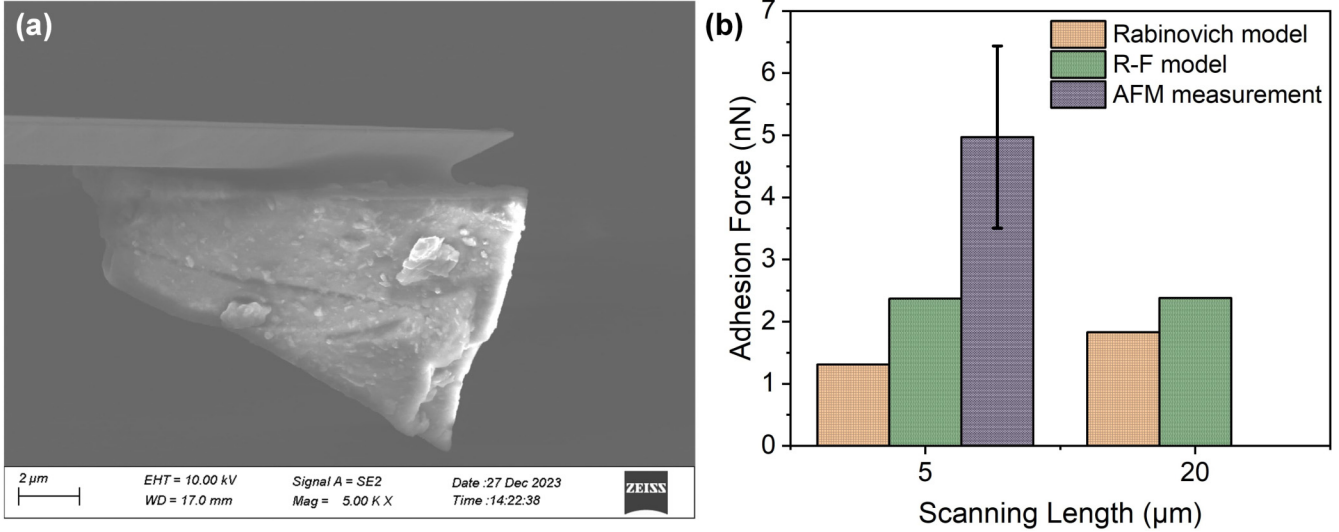 (a)
2 µm
EHT = 10.00 kV
Signal A = SE2
Date :27 Dec 2023
WD = 17.0 mm
Mag = 5.00 K X
Time :14:22:38
ZEISS
(b)
Rabinovich model
R-F model
AFM measurement
Adhesion Force (nN)
7
6
5
4
3
2
1
0
5
20
Scanning Length (µm)